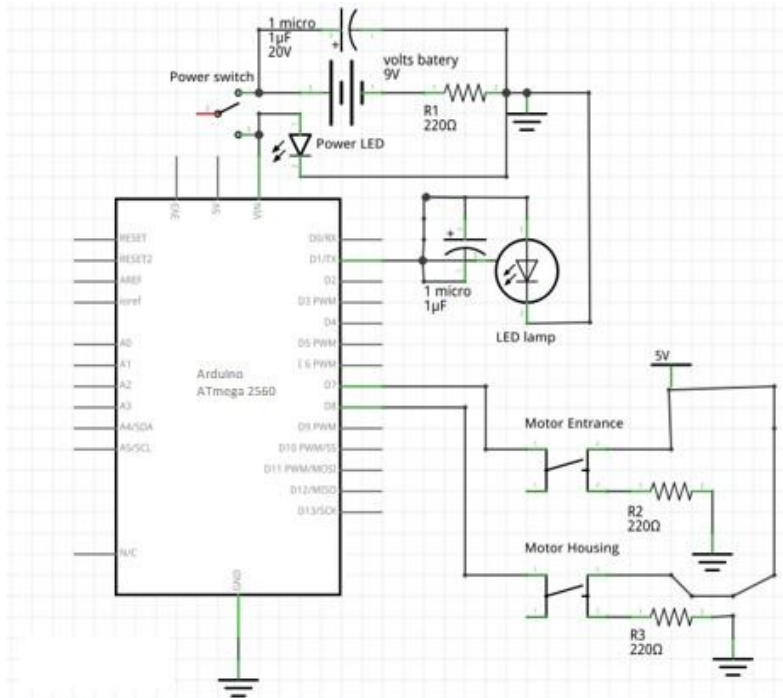 1 micro
1µF
20V
volts batery
9V
Power switch
R1
220Ω
Power LED
3V3
5V
VIN
RESET
RESET2
AREF
ioref
A0
A1
A2
A3
A4/SDA
A5/SCL
N/C
Arduino
ATmega 2560
D0/RX
D1/TX
D2
D3 PWM
D4
D5 PWM
D7
D8
D9 PWM
D10 PWM/SS
D11 PWM/MOSI
D12/MISO
D13/SCK
GND
1 micro
1µF
LED lamp
5V
Motor Entrance
R2
220Ω
Motor Housing
R3
220Ω